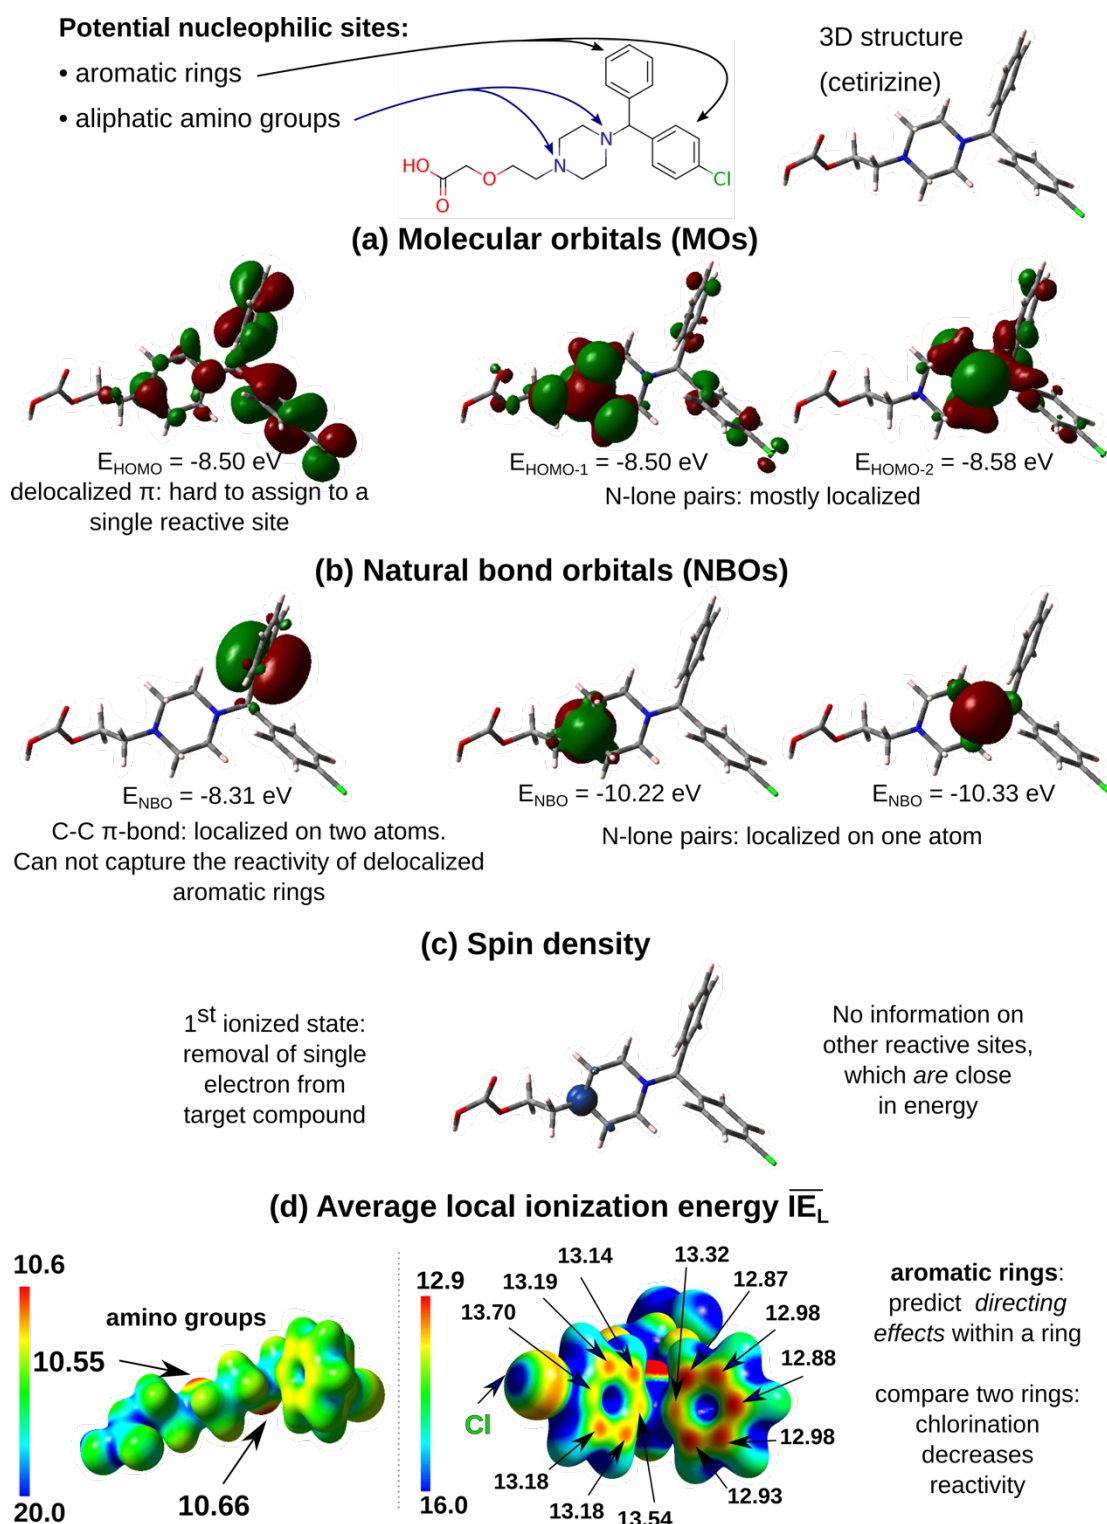 Potential nucleophilic sites:
• aromatic rings
• aliphatic amino groups
3D structure
(cetirizine)
N
N
HO
O
O
Cl
(a) Molecular orbitals (MOs)
E_HOMO = -8.50 eV
delocalized π: hard to assign to a
single reactive site
E_HOMO-1 = -8.50 eV
E_HOMO-2 = -8.58 eV
N-lone pairs: mostly localized
(b) Natural bond orbitals (NBOs)
E_NBO = -8.31 eV
C-C π-bond: localized on two atoms.
Can not capture the reactivity of delocalized
aromatic rings
E_NBO = -10.22 eV
E_NBO = -10.33 eV
N-lone pairs: localized on one atom
(c) Spin density
1st ionized state:
removal of single
electron from
target compound
No information on
other reactive sites,
which are close
in energy
(d) Average local ionization energy I̅E̅_L
10.6
20.0
amino groups
10.55
10.66
12.9
16.0
13.14
13.32
13.19
12.87
13.70
12.98
12.88
Cl
12.98
13.18
12.93
13.18
13.54
aromatic rings:
predict directing
effects within a ring
compare two rings:
chlorination
decreases
reactivity